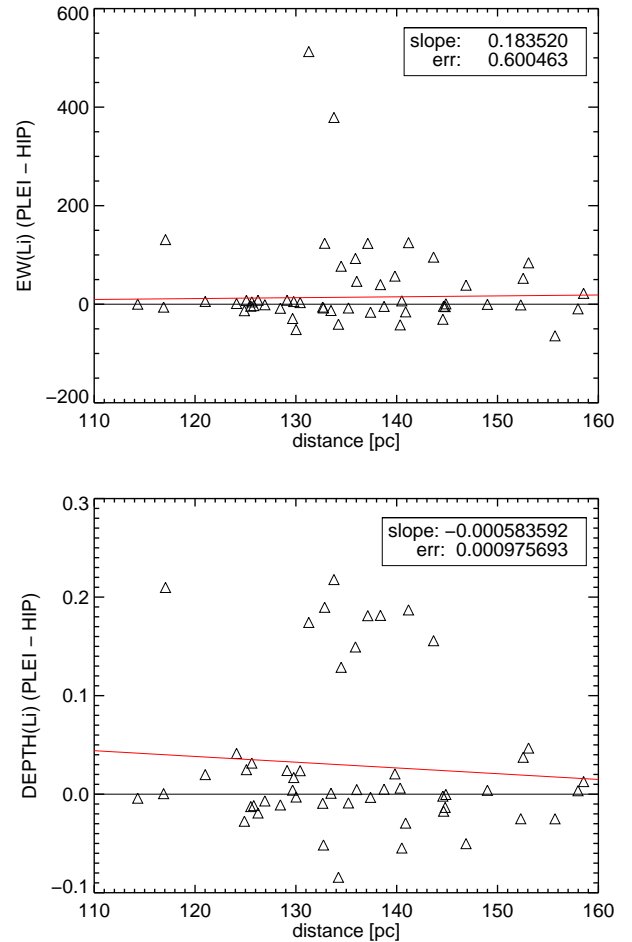 600
400
200
0
−200
EW(Li) (PLEI − HIP)
slope: 0.183520
err: 0.600463
110 120 130 140 150 160
distance [pc]
0.3
0.2
0.1
0.0
−0.1
DEPTH(Li) (PLEI − HIP)
slope: −0.000583592
err: 0.000975693
110 120 130 140 150 160
distance [pc]